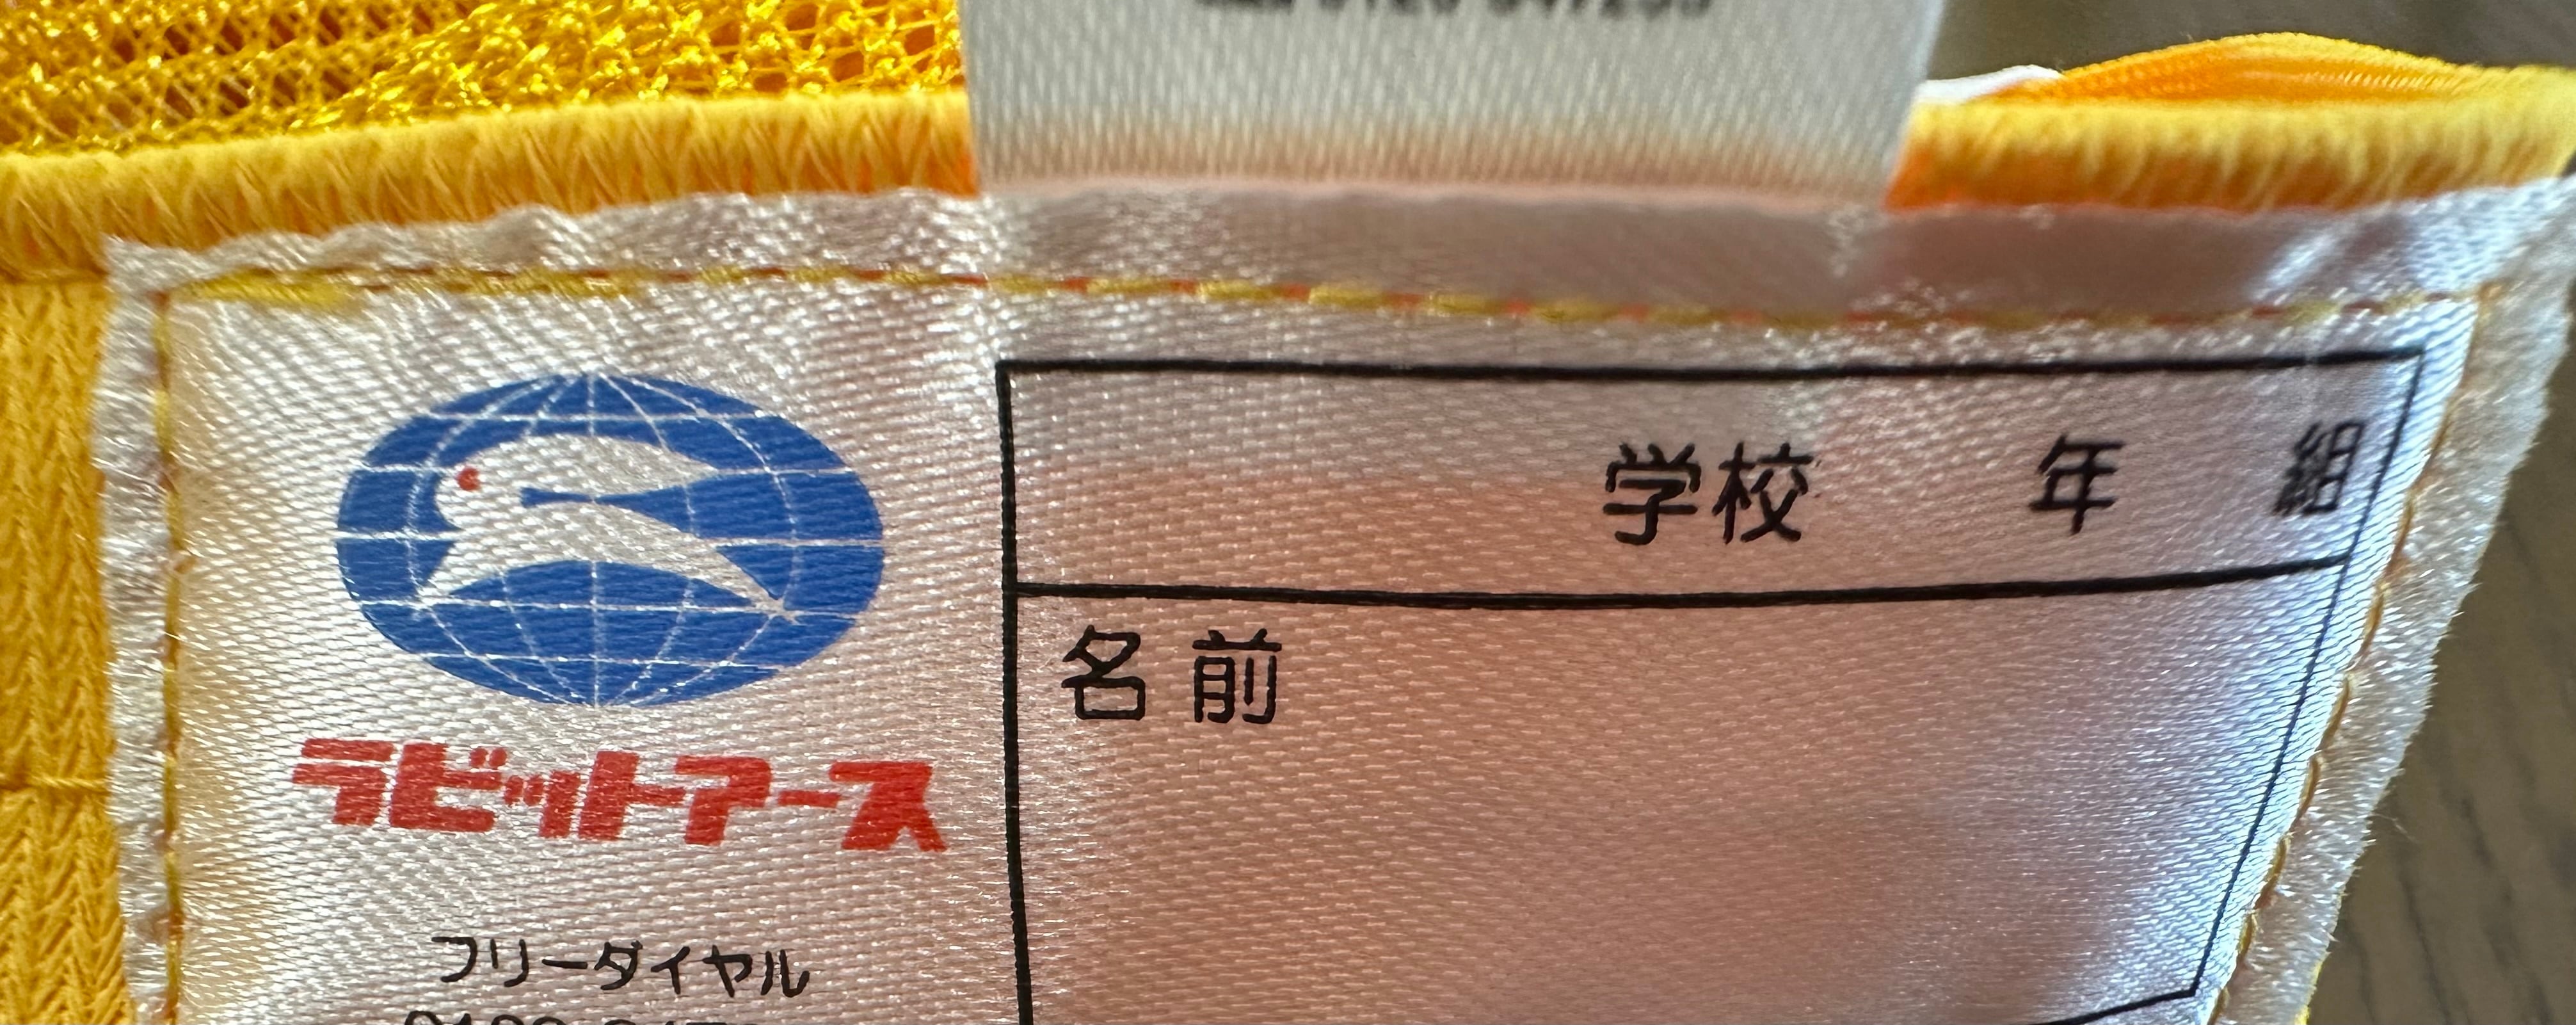 学校 年 組
名前
ラビットアース
フリーダイヤル